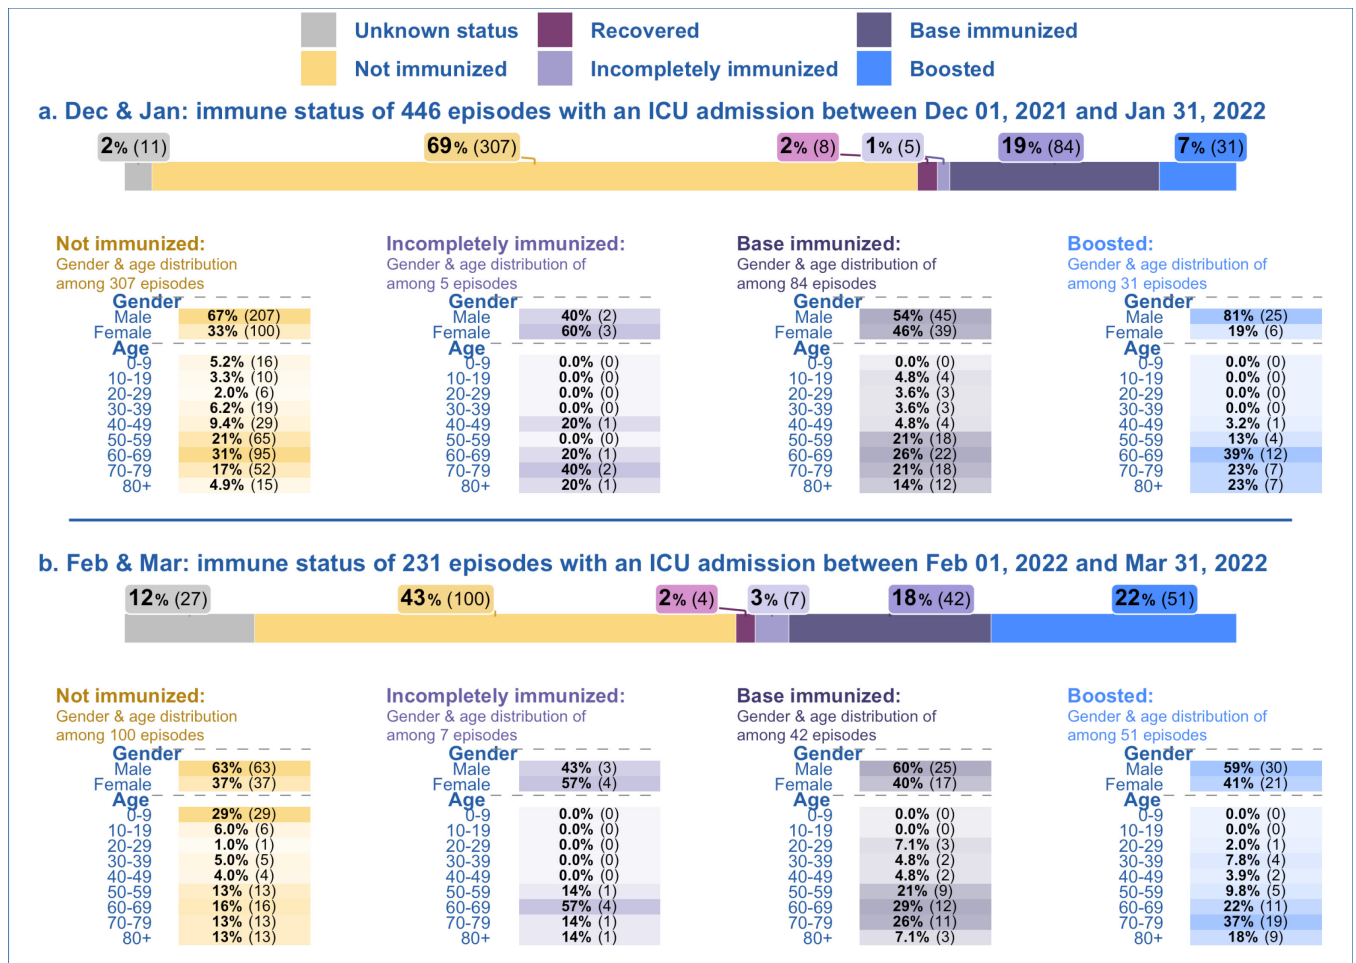 Unknown status Recovered Base immunized
Not immunized Incompletely immunized Boosted
a. Dec & Jan: immune status of 446 episodes with an ICU admission between Dec 01, 2021 and Jan 31, 2022
2% (11) 69% (307) 2% (8) 1% (5) 19% (84) 7% (31)
Not immunized: Incompletely immunized: Base immunized: Boosted:
Gender & age distribution Gender & age distribution of Gender & age distribution of Gender & age distribution of
among 307 episodes among 5 episodes among 84 episodes among 31 episodes
Gender Gender Gender Gender
Male 67% (207) Male 40% (2) Male 54% (45) Male 81% (25)
Female 33% (100) Female 60% (3) Female 46% (39) Female 19% (6)
Age Age Age Age
0-9 5.2% (16) 0-9 0.0% (0) 0-9 0.0% (0) 0-9 0.0% (0)
10-19 3.3% (10) 10-19 0.0% (0) 10-19 4.8% (4) 10-19 0.0% (0)
20-29 2.0% (6) 20-29 0.0% (0) 20-29 3.6% (3) 20-29 0.0% (0)
30-39 6.2% (19) 30-39 0.0% (0) 30-39 3.6% (3) 30-39 0.0% (0)
40-49 9.4% (29) 40-49 20% (1) 40-49 4.8% (4) 40-49 3.2% (1)
50-59 21% (65) 50-59 0.0% (0) 50-59 21% (18) 50-59 13% (4)
60-69 31% (95) 60-69 20% (1) 60-69 26% (22) 60-69 39% (12)
70-79 17% (52) 70-79 40% (2) 70-79 21% (18) 70-79 23% (7)
80+ 4.9% (15) 80+ 20% (1) 80+ 14% (12) 80+ 23% (7)
b. Feb & Mar: immune status of 231 episodes with an ICU admission between Feb 01, 2022 and Mar 31, 2022
12% (27) 43% (100) 2% (4) 3% (7) 18% (42) 22% (51)
Not immunized: Incompletely immunized: Base immunized: Boosted:
Gender & age distribution Gender & age distribution of Gender & age distribution of Gender & age distribution of
among 100 episodes among 7 episodes among 42 episodes among 51 episodes
Gender Gender Gender Gender
Male 63% (63) Male 43% (3) Male 60% (25) Male 59% (30)
Female 37% (37) Female 57% (4) Female 40% (17) Female 41% (21)
Age Age Age Age
0-9 29% (29) 0-9 0.0% (0) 0-9 0.0% (0) 0-9 0.0% (0)
10-19 6.0% (6) 10-19 0.0% (0) 10-19 0.0% (0) 10-19 0.0% (0)
20-29 1.0% (1) 20-29 0.0% (0) 20-29 7.1% (3) 20-29 2.0% (1)
30-39 5.0% (5) 30-39 0.0% (0) 30-39 4.8% (2) 30-39 7.8% (4)
40-49 4.0% (4) 40-49 0.0% (0) 40-49 4.8% (2) 40-49 3.9% (2)
50-59 13% (13) 50-59 14% (1) 50-59 21% (9) 50-59 9.8% (5)
60-69 16% (16) 60-69 57% (4) 60-69 29% (12) 60-69 22% (11)
70-79 13% (13) 70-79 14% (1) 70-79 26% (11) 70-79 37% (19)
80+ 13% (13) 80+ 14% (1) 80+ 7.1% (3) 80+ 18% (9)